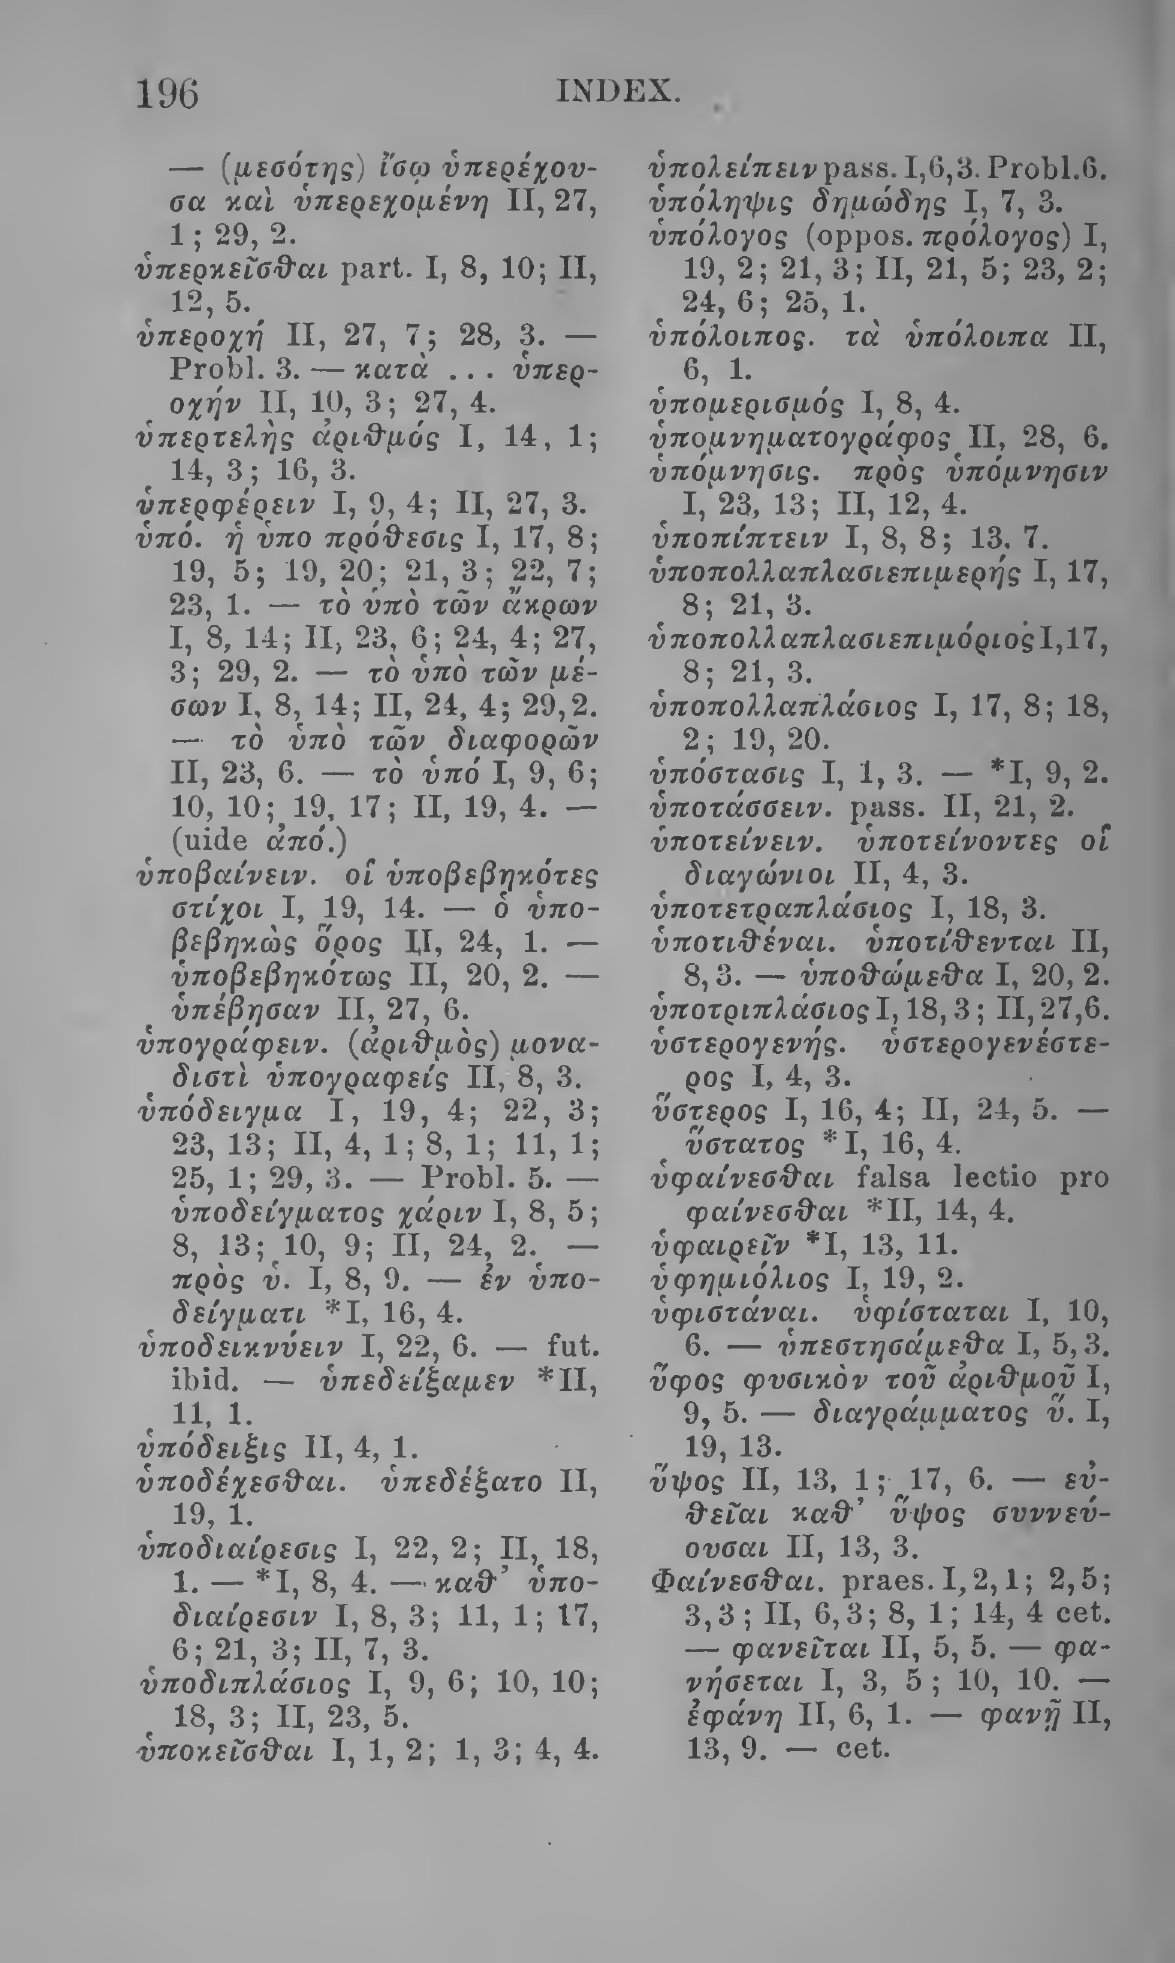 196
INDEX.
— (μεσότης) ἴσῳ ὑπερέχου-
σα καὶ ὑπερεχομένη II, 27,
1; 29, 2.
ὑπερκεῖσθαι part. I, 8, 10; II,
12, 5.
ὑπεροχή II, 27, 7; 28, 3. —
Probl. 3. — κατὰ ... ὑπερ-
οχήν II, 10, 3; 27, 4.
ὑπερτελὴς ἀριθμός I, 14, 1;
14, 3; 16, 3.
ὑπερφέρειν I, 9, 4; II, 27, 3.
ὑπό. ἡ ὑπο πρόθεσις I, 17, 8;
19, 5; 19, 20; 21, 3; 22, 7;
23, 1. — τὸ ὑπὸ τῶν ἄκρων
I, 8, 14; II, 23, 6; 24, 4; 27,
3; 29, 2. — τὸ ὑπὸ τῶν μέ-
σων I, 8, 14; II, 24, 4; 29, 2.
— τὸ ὑπὸ τῶν διαφορῶν
II, 23, 6. — τὸ ὑπό I, 9, 6;
10, 10; 19, 17; II, 19, 4. —
(uide ἀπό.)
ὑποβαίνειν. οἱ ὑποβεβηκότες
στίχοι I, 19, 14. — ὁ ὑπο-
βεβηκὼς ὅρος II, 24, 1. —
ὑποβεβηκότως II, 20, 2. —
ὑπέβησαν II, 27, 6.
ὑπογράφειν. (ἀριθμὸς) μονα-
διστὶ ὑπογραφείς II, 8, 3.
ὑπόδειγμα I, 19, 4; 22, 3;
23, 13; II, 4, 1; 8, 1; 11, 1;
25, 1; 29, 3. — Probl. 5. —
ὑποδείγματος χάριν I, 8, 5;
8, 13; 10, 9; II, 24, 2. —
πρὸς ὑ. I, 8, 9. — ἐν ὑπο-
δείγματι *I, 16, 4.
ὑποδεικνύειν I, 22, 6. — fut.
ibid. — ὑπεδείξαμεν *II,
11, 1.
ὑπόδειξις II, 4, 1.
ὑποδέχεσθαι. ὑπεδέξατο II,
19, 1.
ὑποδιαίρεσις I, 22, 2; II, 18,
1. — *I, 8, 4. — καθ’ ὑπο-
διαίρεσιν I, 8, 3; 11, 1; 17,
6; 21, 3; II, 7, 3.
ὑποδιπλάσιος I, 9, 6; 10, 10;
18, 3; II, 23, 5.
ὑποκεῖσθαι I, 1, 2; 1, 3; 4, 4.
ὑπολείπειν pass. I, 6, 3. Probl. 6.
ὑπόληψις δημώδης I, 7, 3.
ὑπόλογος (oppos. πρόλογος) I,
19, 2; 21, 3; II, 21, 5; 23, 2;
24, 6; 25, 1.
ὑπόλοιπος. τὰ ὑπόλοιπα II,
6, 1.
ὑπομερισμός I, 8, 4.
ὑπομνηματογράφος II, 28, 6.
ὑπόμνησις. πρὸς ὑπόμνησιν
I, 23, 13; II, 12, 4.
ὑποπίπτειν I, 8, 8; 13, 7.
ὑποπολλαπλασιεπιμερής I, 17,
8; 21, 3.
ὑποπολλαπλασιεπιμόριος I, 17,
8; 21, 3.
ὑποπολλαπλάσιος I, 17, 8; 18,
2; 19, 20.
ὑπόστασις I, 1, 3. — *I, 9, 2.
ὑποτάσσειν. pass. II, 21, 2.
ὑποτείνειν. ὑποτείνοντες οἱ
διαγώνιοι II, 4, 3.
ὑποτετραπλάσιος I, 18, 3.
ὑποτιθέναι. ὑποτίθενται II,
8, 3. — ὑποθώμεθα I, 20, 2.
ὑποτριπλάσιος I, 18, 3; II, 27, 6.
ὑστερογενής. ὑστερογενέστε-
ρος I, 4, 3.
ὕστερος I, 16, 4; II, 24, 5. —
ὕστατος *I, 16, 4.
ὑφαίνεσθαι falsa lectio pro
φαίνεσθαι *II, 14, 4.
ὑφαιρεῖν *I, 13, 11.
ὑφημιόλιος I, 19, 2.
ὑφιστάναι. ὑφίσταται I, 10,
6. — ὑπεστησάμεθα I, 5, 3.
ὕφος φυσικὸν τοῦ ἀριθμοῦ I,
9, 5. — διαγράμματος ὕ. I,
19, 13.
ὕψος II, 13, 1; 17, 6. — εὐ-
θεῖαι καθ’ ὕψος συννεύ-
ουσαι II, 13, 3.
Φαίνεσθαι. praes. I, 2, 1; 2, 5;
3, 3; II, 6, 3; 8, 1; 14, 4 cet.
— φανεῖται II, 5, 5. — φα-
νήσεται I, 3, 5; 10, 10. —
ἐφάνη II, 6, 1. — φανῇ II,
13, 9. — cet.